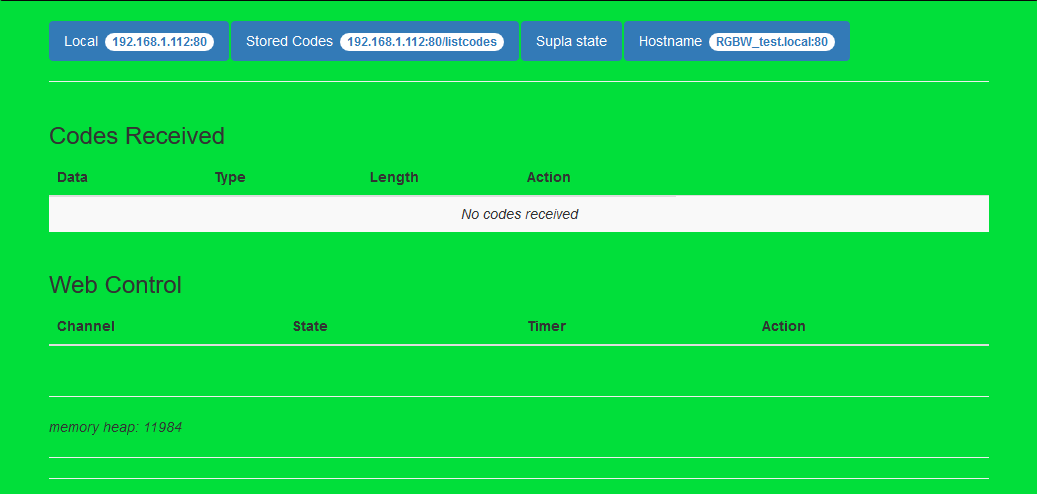 Local 192.168.1.112:80 Stored Codes 192.168.1.112:80/listcodes Supla state Hostname RGBW_test.local:80
Codes Received
Data Type Length Action
No codes received
Web Control
Channel State Timer Action
memory heap: 11984